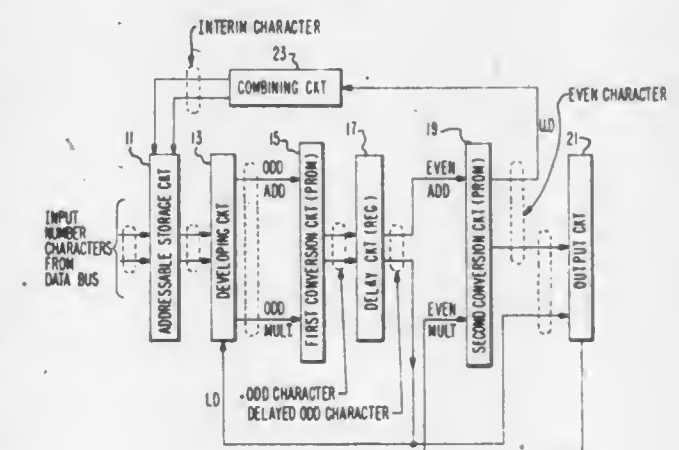 INTERIM CHARACTER
23
COMBINING CKT
EVEN CHARACTER
11
ADDRESSABLE STORAGE CKT
13
DEVELOPING CKT
ODD
ADD
15
FIRST CONVERSION CKT (PROM)
17
DELAY CKT (REG)
EVEN
ADD
19
SECOND CONVERSION CKT (PROM)
LLD
21
OUTPUT CKT
INPUT
NUMBER
CHARACTERS
FROM
DATA BUS
ODD
MULT
EVEN
MULT
LD
ODD CHARACTER
DELAYED ODD CHARACTER